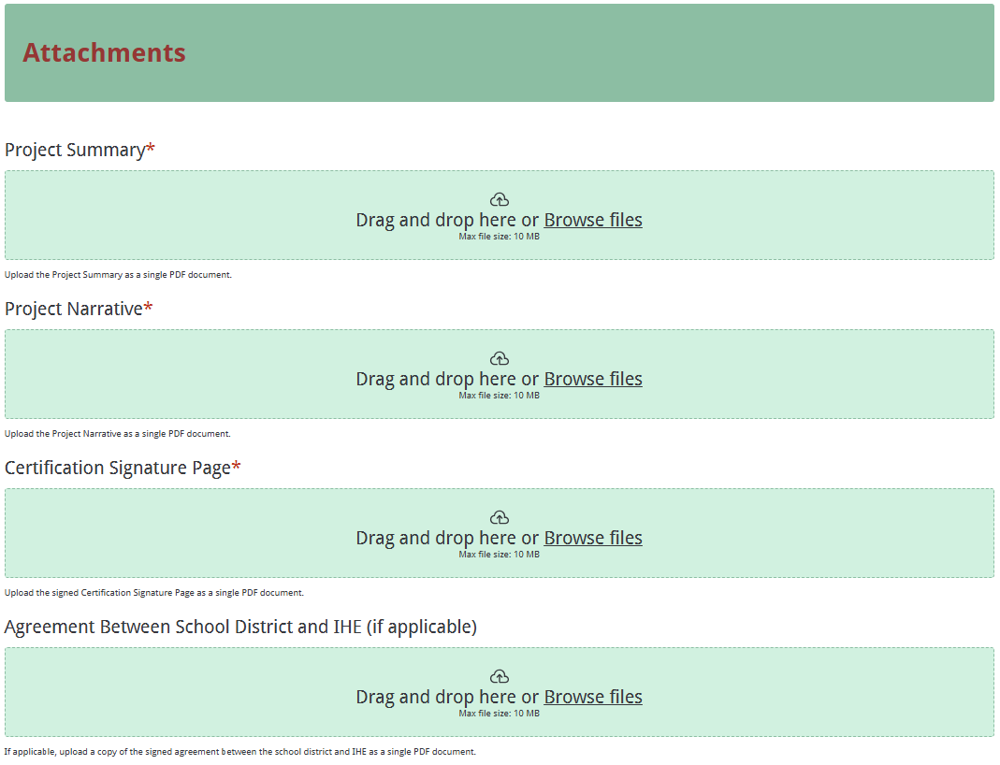 Attachments
Project Summary*
Drag and drop here or Browse files
Max file size: 10 MB
Upload the Project Summary as a single PDF document.
Project Narrative*
Drag and drop here or Browse files
Max file size: 10 MB
Upload the Project Narrative as a single PDF document.
Certification Signature Page*
Drag and drop here or Browse files
Max file size: 10 MB
Upload the signed Certification Signature Page as a single PDF document.
Agreement Between School District and IHE (if applicable)
Drag and drop here or Browse files
Max file size: 10 MB
If applicable, upload a copy of the signed agreement between the school district and IHE as a single PDF document.